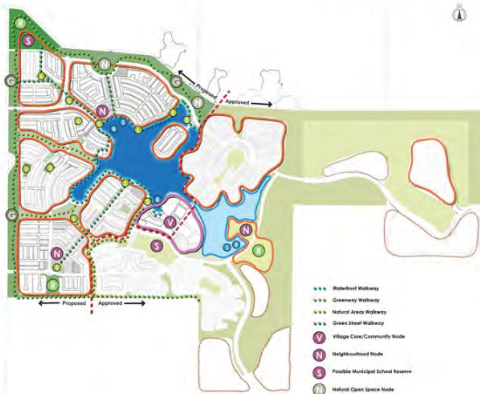 R
S
N
G
N
Proposed
Approved
G
N
G
V
S
N
R
N
R
Proposed
Approved
Waterfront Walkway
Greenway Walkway
Natural Areas Walkway
Green Street Walkway
V Village Core/Community Node
N Neighbourhood Node
S Possible Municipal School Reserve
N Natural Open Space Node